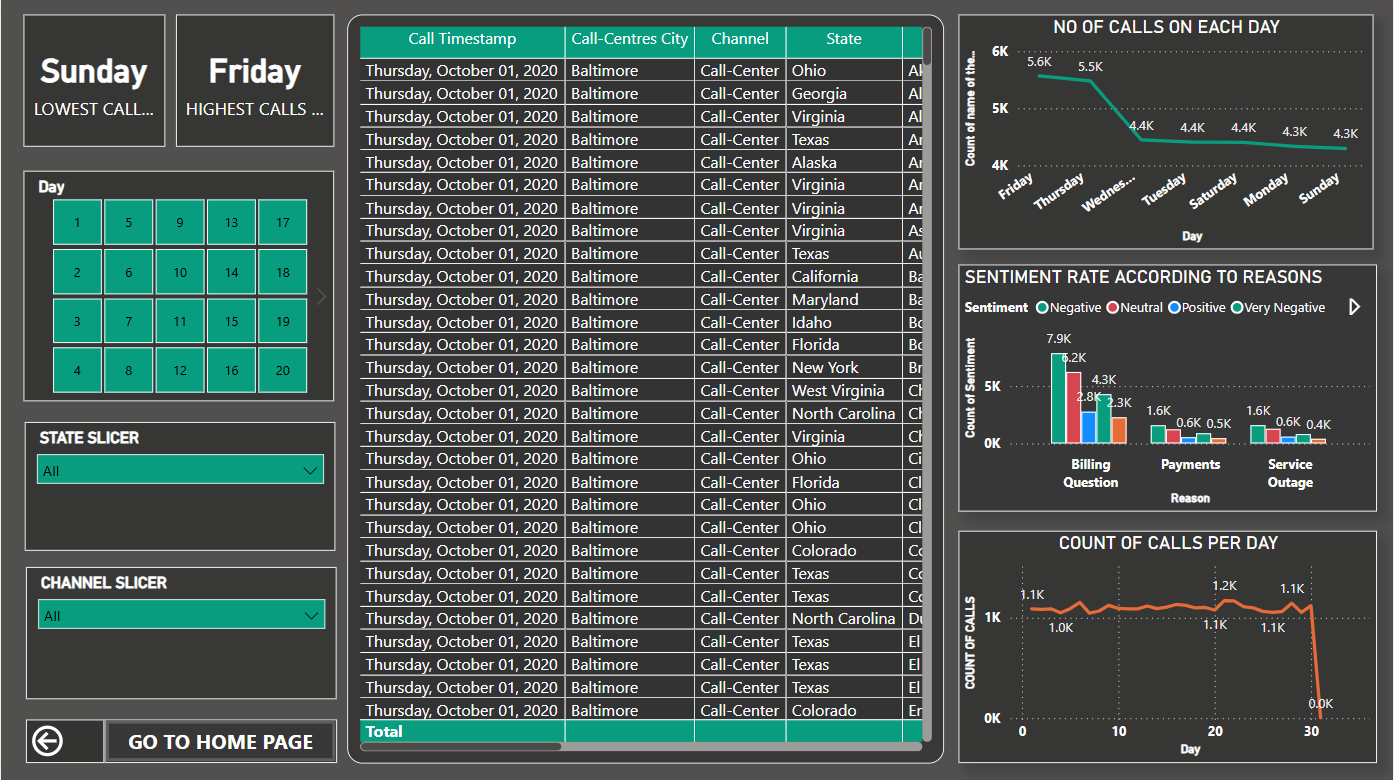 Sunday
LOWEST CALL...
Friday
HIGHEST CALLS ...
Day
1 5 9 13 17
2 6 10 14 18
3 7 11 15 19
4 8 12 16 20
STATE SLICER
All
CHANNEL SLICER
All
GO TO HOME PAGE
Call Timestamp Call-Centres City Channel State
Thursday, October 01, 2020 Baltimore Call-Center Ohio
Thursday, October 01, 2020 Baltimore Call-Center Georgia Al
Thursday, October 01, 2020 Baltimore Call-Center Virginia Al
Thursday, October 01, 2020 Baltimore Call-Center Texas
Thursday, October 01, 2020 Baltimore Call-Center Alaska
Thursday, October 01, 2020 Baltimore Call-Center Virginia
Thursday, October 01, 2020 Baltimore Call-Center Virginia
Thursday, October 01, 2020 Baltimore Call-Center Virginia
Thursday, October 01, 2020 Baltimore Call-Center Texas
Thursday, October 01, 2020 Baltimore Call-Center California Ba
Thursday, October 01, 2020 Baltimore Call-Center Maryland Ba
Thursday, October 01, 2020 Baltimore Call-Center Idaho
Thursday, October 01, 2020 Baltimore Call-Center Florida
Thursday, October 01, 2020 Baltimore Call-Center New York Br
Thursday, October 01, 2020 Baltimore Call-Center West Virginia
Thursday, October 01, 2020 Baltimore Call-Center North Carolina
Thursday, October 01, 2020 Baltimore Call-Center Virginia
Thursday, October 01, 2020 Baltimore Call-Center Ohio Ci
Thursday, October 01, 2020 Baltimore Call-Center Florida Cl
Thursday, October 01, 2020 Baltimore Call-Center Ohio Cl
Thursday, October 01, 2020 Baltimore Call-Center Ohio Cl
Thursday, October 01, 2020 Baltimore Call-Center Colorado
Thursday, October 01, 2020 Baltimore Call-Center Texas
Thursday, October 01, 2020 Baltimore Call-Center Texas
Thursday, October 01, 2020 Baltimore Call-Center North Carolina
Thursday, October 01, 2020 Baltimore Call-Center Texas El
Thursday, October 01, 2020 Baltimore Call-Center Texas El
Thursday, October 01, 2020 Baltimore Call-Center Texas El
Thursday, October 01, 2020 Baltimore Call-Center Colorado
Total
NO OF CALLS ON EACH DAY
Count of name of the..
6K
5K
4K
5.6K 5.5K 4.4K 4.4K 4.4K 4.3K 4.3K
Friday Thursday Wednes... Tuesday Saturday Monday Sunday
Day
SENTIMENT RATE ACCORDING TO REASONS
Sentiment Negative Neutral Positive Very Negative
Count of Sentiment
5K
0K
7.9K 6.2K 2.8K 4.3K 2.3K
1.6K 0.6K 0.5K
1.6K 0.6K 0.4K
Billing Question
Payments
Service Outage
Reason
COUNT OF CALLS PER DAY
COUNT OF CALLS
1K
0K
1.1K 1.0K 1.1K 1.2K 1.1K 1.1K 0.0K
0 10 20 30
Day